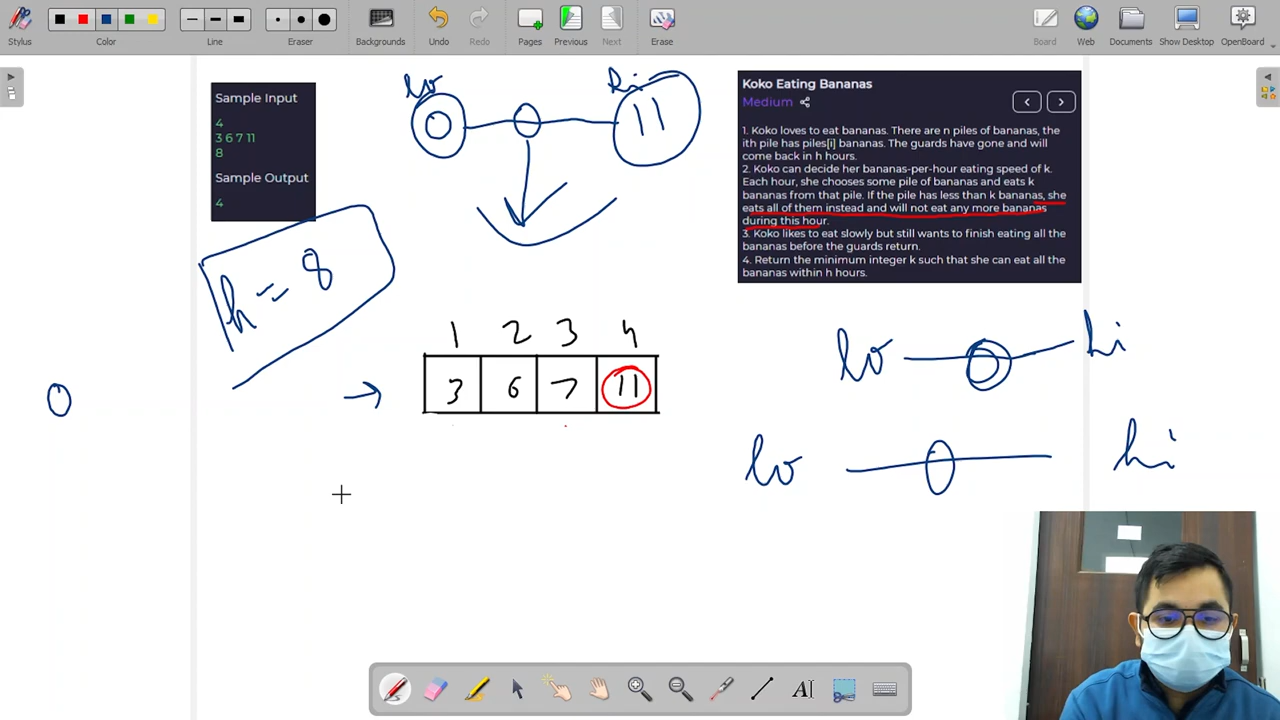 Stylus
Color
Line
Eraser
Backgrounds
Undo
Redo
Pages
Previous
Next
Erase
Board
Web
Documents
Show Desktop
OpenBoard
Sample Input
4
3 6 7 11
8
Sample Output
4
lo
hi
0
11
Koko Eating Bananas
Medium
1. Koko loves to eat bananas. There are n piles of bananas, the
ith pile has piles[i] bananas. The guards have gone and will
come back in h hours.
2. Koko can decide her bananas-per-hour eating speed of k.
Each hour, she chooses some pile of bananas and eats k
bananas from that pile. If the pile has less than k bananas, she
eats all of them instead and will not eat any more bananas
during this hour.
3. Koko likes to eat slowly but still wants to finish eating all the
bananas before the guards return.
4. Return the minimum integer k such that she can eat all the
bananas within h hours.
h = 8
1 2 3 4
3 6 7 11
0
lo hi
lo hi